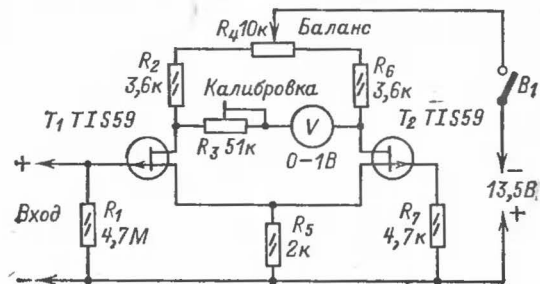 R₄ 10к Баланс
R₂
3,6к
R₆
3,6к
Калибровка
B₁
T₁ TIS59
T₂ TIS59
R₃ 51к
V
0–1В
+
−
13,5В
+
Вход
R₁
4,7М
R₅
2к
R₇
4,7к
−